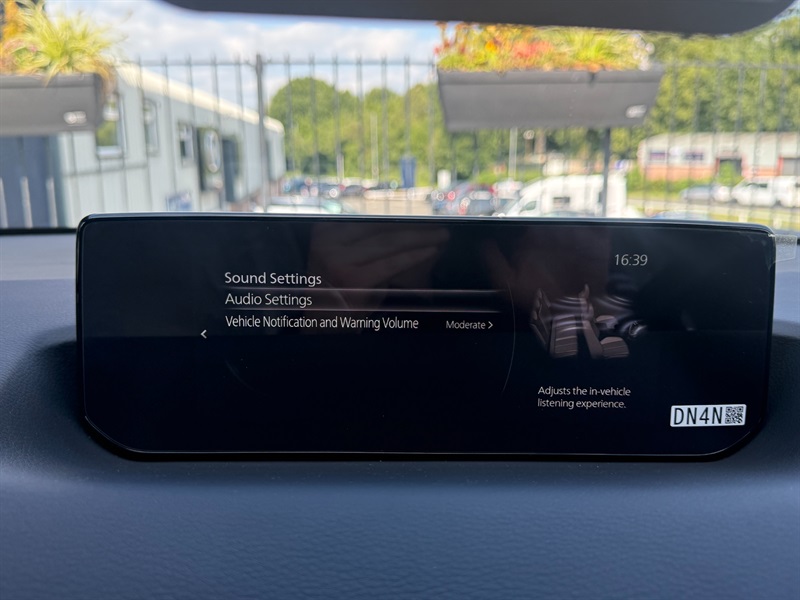 16:39
Sound Settings
Audio Settings
Vehicle Notification and Warning Volume Moderate >
<
Adjusts the in-vehicle
listening experience.
DN4N